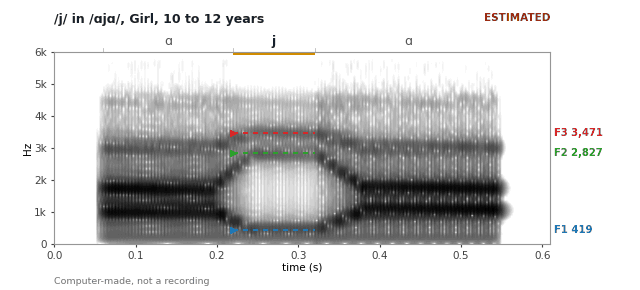 /j/ in /ɑjɑ/, Girl, 10 to 12 years
ESTIMATED
ɑ j ɑ
6k
5k
4k
3k
2k
1k
0
Hz
F3 3,471
F2 2,827
F1 419
0.0 0.1 0.2 0.3 0.4 0.5 0.6
time (s)
Computer-made, not a recording